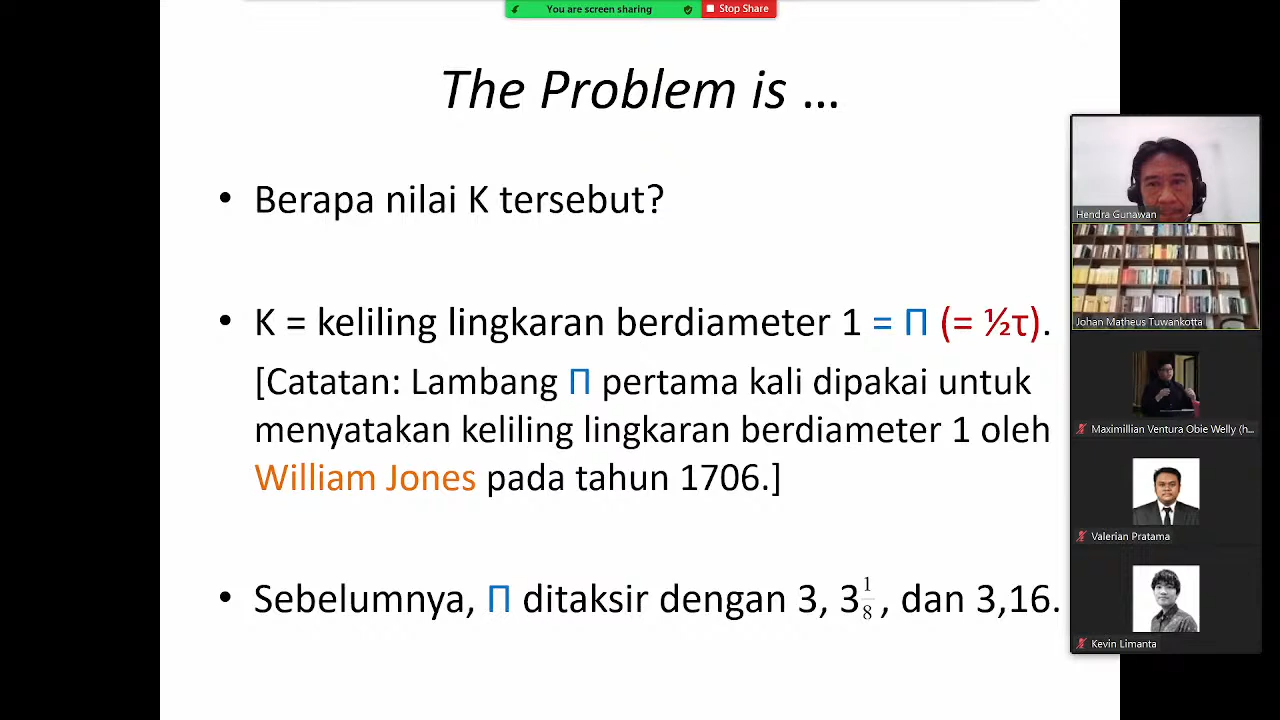 You are screen sharing
Stop Share
The Problem is ...
• Berapa nilai K tersebut?
• K = keliling lingkaran berdiameter 1 = Π (= ½τ).
[Catatan: Lambang Π pertama kali dipakai untuk
menyatakan keliling lingkaran berdiameter 1 oleh
William Jones pada tahun 1706.]
• Sebelumnya, Π ditaksir dengan 3, 3 1/8 , dan 3,16.
Hendra Gunawan
Johan Matheus Tuwankotta
Maximillian Ventura Obie Welly (h...
Valerian Pratama
Kevin Limanta